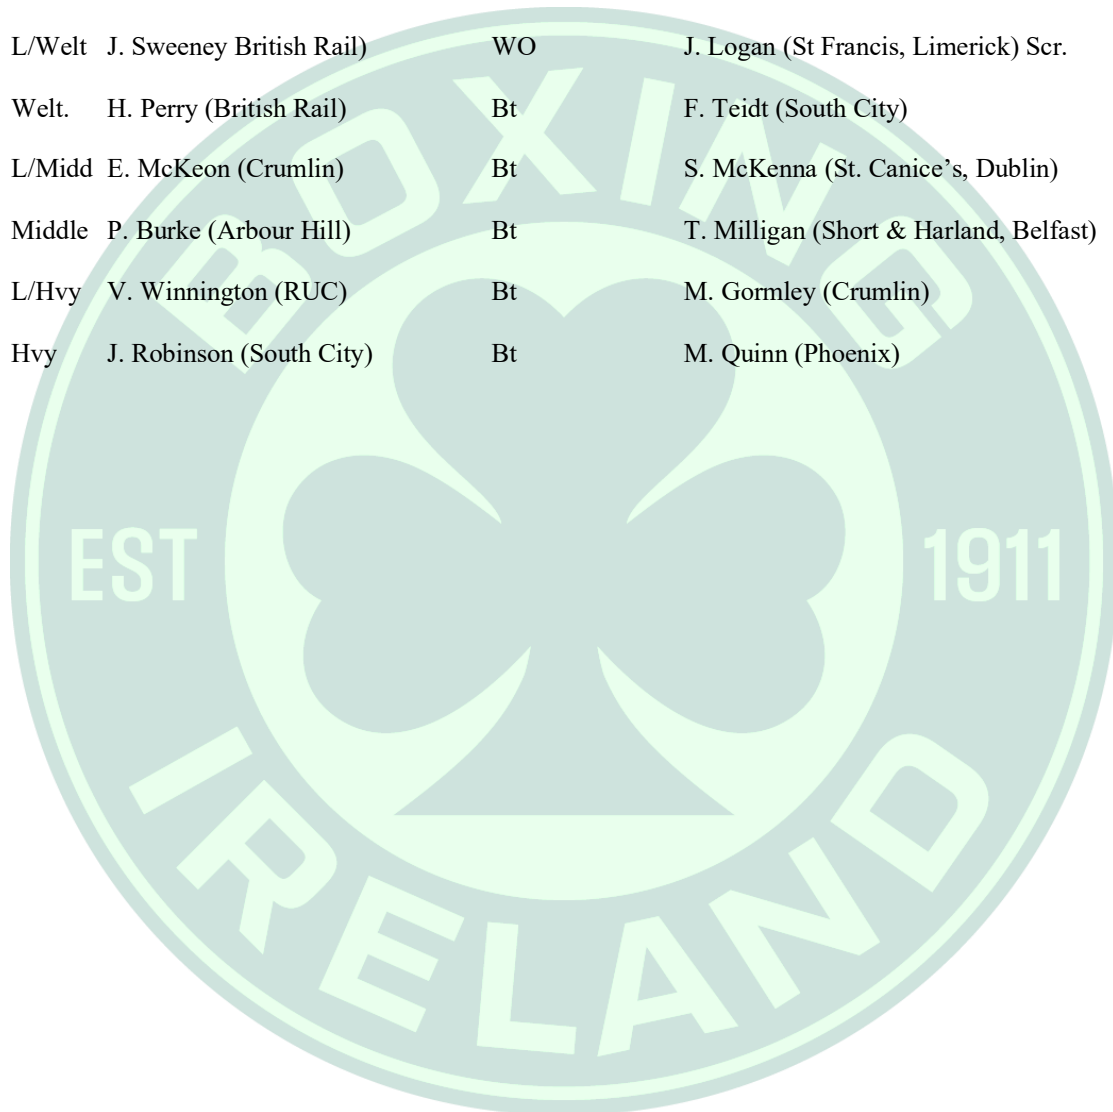 L/Welt J. Sweeney British Rail) WO J. Logan (St Francis, Limerick) Scr.
Welt. H. Perry (British Rail) Bt F. Teidt (South City)
L/Midd E. McKeon (Crumlin) Bt S. McKenna (St. Canice’s, Dublin)
Middle P. Burke (Arbour Hill) Bt T. Milligan (Short & Harland, Belfast)
L/Hvy V. Winnington (RUC) Bt M. Gormley (Crumlin)
Hvy J. Robinson (South City) Bt M. Quinn (Phoenix)
BOXING
EST 1911
IRELAND